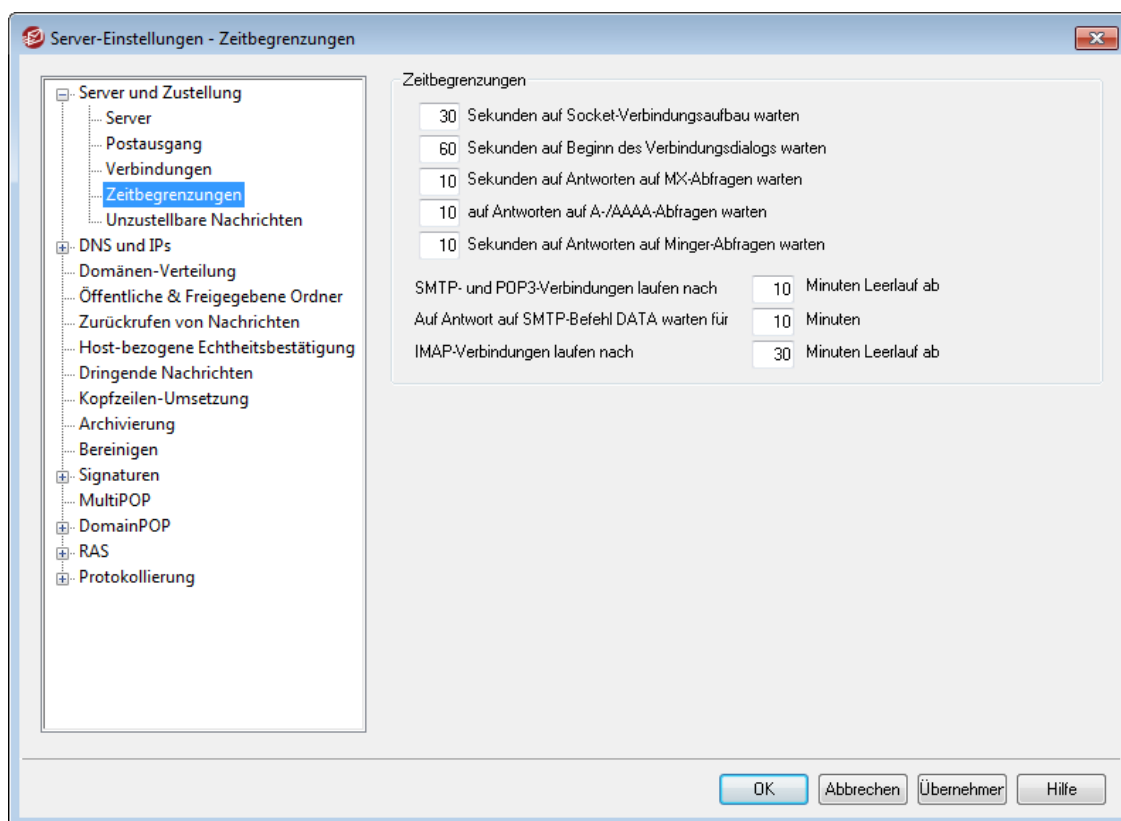 Server-Einstellungen - Zeitbegrenzungen
Server und Zustellung
Server
Postausgang
Verbindungen
Zeitbegrenzungen
Unzustellbare Nachrichten
DNS und IPs
Domänen-Verteilung
Öffentliche & Freigegebene Ordner
Zurückrufen von Nachrichten
Host-bezogene Echtheitsbestätigung
Dringende Nachrichten
Kopfzeilen-Umsetzung
Archivierung
Bereinigen
Signaturen
MultiPOP
DomainPOP
RAS
Protokollierung
Zeitbegrenzungen
30 Sekunden auf Socket-Verbindungsaufbau warten
60 Sekunden auf Beginn des Verbindungsdialogs warten
10 Sekunden auf Antworten auf MX-Abfragen warten
10 auf Antworten auf A-/AAAA-Abfragen warten
10 Sekunden auf Antworten auf Minger-Abfragen warten
SMTP- und POP3-Verbindungen laufen nach 10 Minuten Leerlauf ab
Auf Antwort auf SMTP-Befehl DATA warten für 10 Minuten
IMAP-Verbindungen laufen nach 30 Minuten Leerlauf ab
OK Abbrechen Übernehmer Hilfe